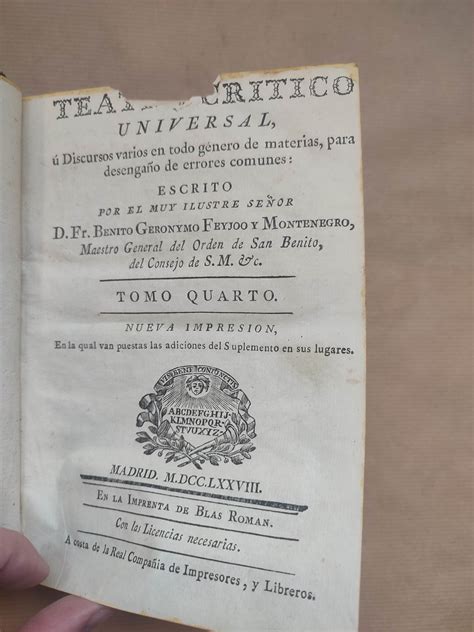 TEATRO CRITICO
UNIVERSAL,
ú Discursos varios en todo género de materias, para
desengaño de errores comunes:
ESCRITO
POR EL MUY ILUSTRE SEÑOR
D. Fr. BENITO GERONYMO FEYJOO Y MONTENEGRO,
Maestro General del Orden de San Benito,
del Consejo de S. M. &c.
TOMO QUARTO.
NUEVA IMPRESION,
En la qual van puestas las adiciones del Suplemento en sus lugares.
BENE
ABCDEFGHIJ
KLMNOPQR
STUVXYZ
MADRID. M.DCC.LXXVIII.
EN LA IMPRENTA DE BLAS ROMAN.
Con las Licencias necesarias.
A costa de la Real Compañia de Impresores, y Libreros.